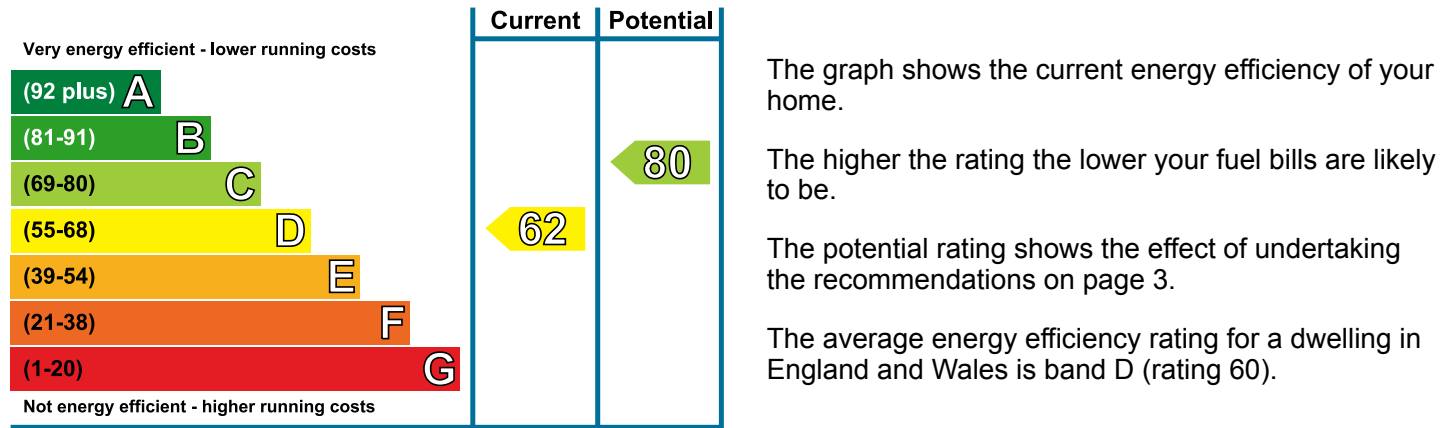 Current Potential
Very energy efficient - lower running costs
(92 plus) A
(81-91) B
(69-80) C
(55-68) D
(39-54) E
(21-38) F
(1-20) G
Not energy efficient - higher running costs
62
80
The graph shows the current energy efficiency of your
home.
The higher the rating the lower your fuel bills are likely
to be.
The potential rating shows the effect of undertaking
the recommendations on page 3.
The average energy efficiency rating for a dwelling in
England and Wales is band D (rating 60).